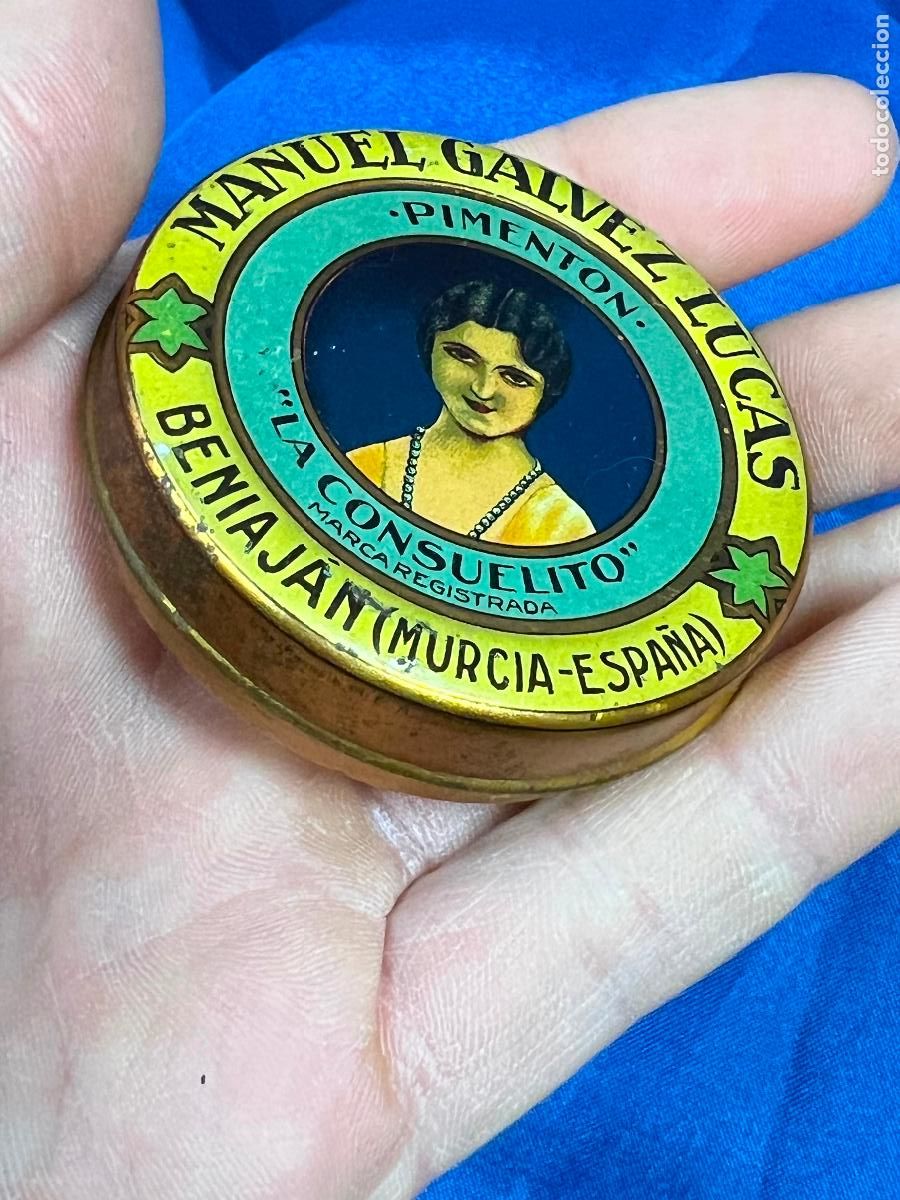 MANUEL GALVEZ LUCAS
·PIMENTON·
"LA CONSUELITO"
MARCA REGISTRADA
BENIAJÁN (MURCIA-ESPAÑA)
todocoleccion